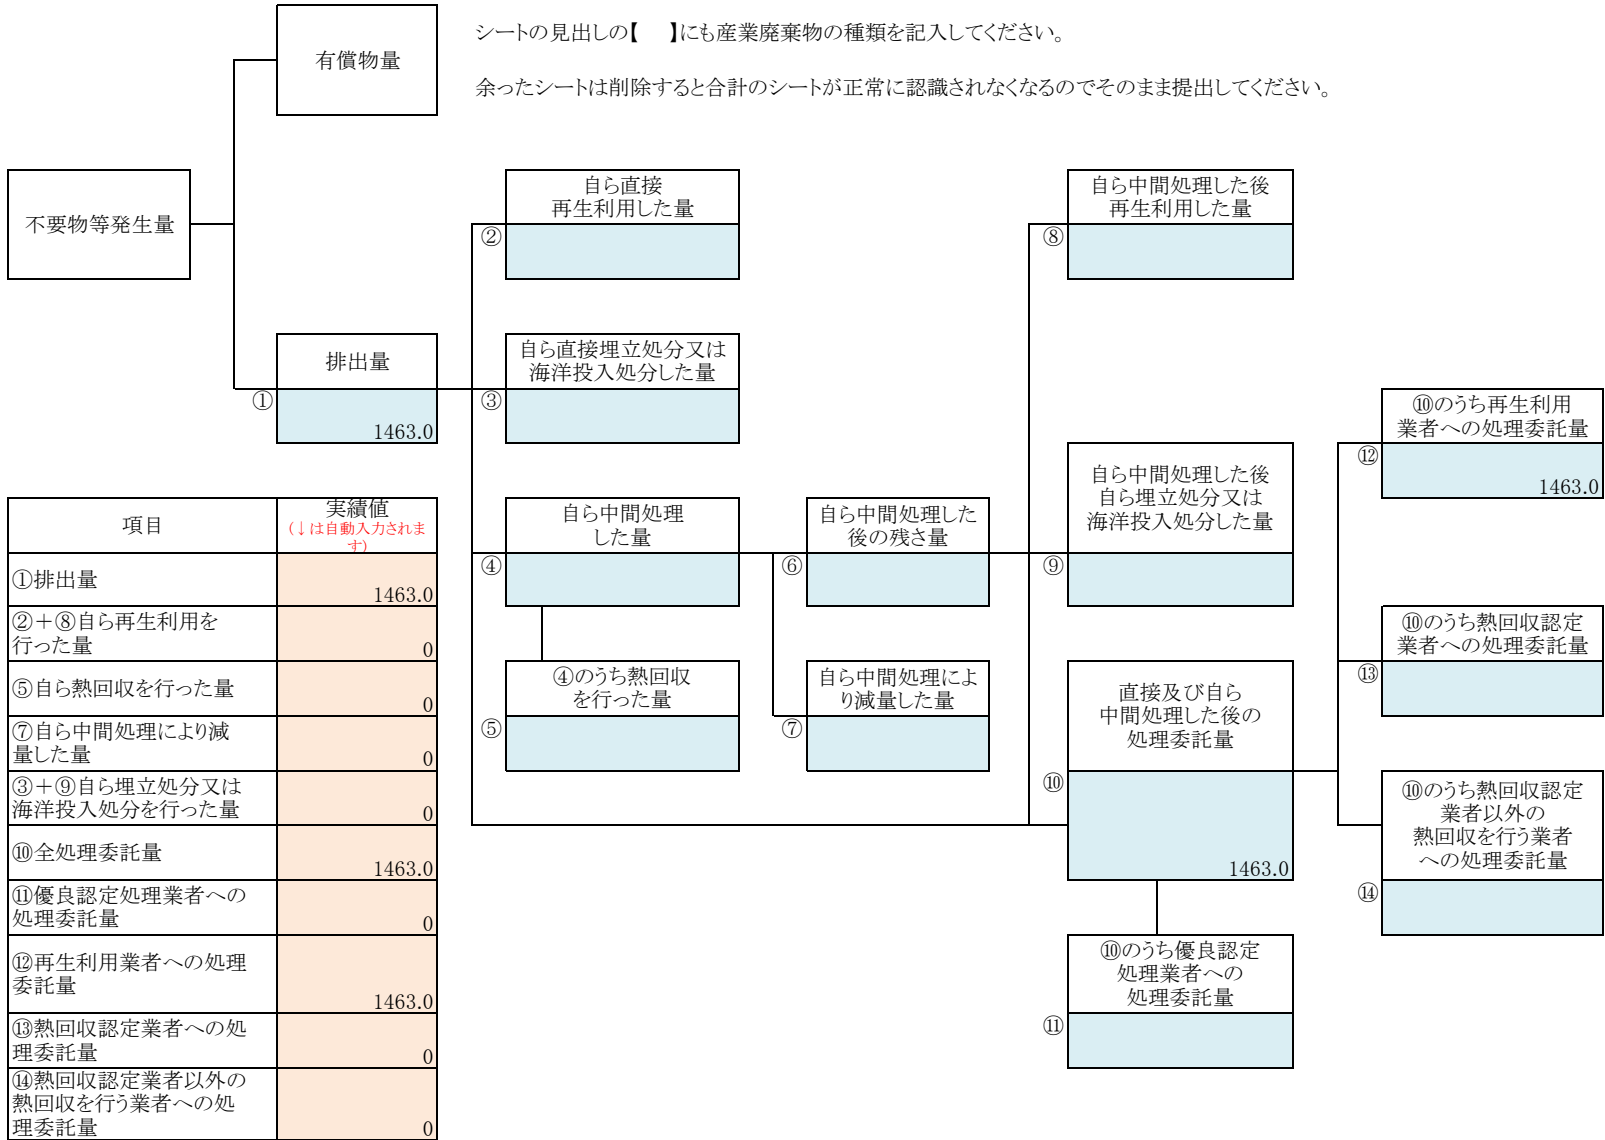 シートの見出しの【　】にも産業廃棄物の種類を記入してください。
有償物量
余ったシートは削除すると合計のシートが正常に認識されなくなるのでそのまま提出してください。
不要物等発生量
自ら直接
再生利用した量
②
自ら中間処理した後
再生利用した量
⑧
排出量
①
1463.0
自ら直接埋立処分又は
海洋投入処分した量
③
⑩のうち再生利用
業者への処理委託量
⑫
1463.0
自ら中間処理
した量
④
自ら中間処理した
後の残さ量
⑥
自ら中間処理した後
自ら埋立処分又は
海洋投入処分した量
⑨
⑩のうち熱回収認定
業者への処理委託量
⑬
④のうち熱回収
を行った量
⑤
自ら中間処理によ
り減量した量
⑦
直接及び自ら
中間処理した後の
処理委託量
⑩
1463.0
⑩のうち熱回収認定
業者以外の
熱回収を行う業者
への処理委託量
⑭
⑩のうち優良認定
処理業者への
処理委託量
⑪
項目
実績値
(↓は自動入力されま
す)
①排出量
1463.0
②+⑧自ら再生利用を
行った量
0
⑤自ら熱回収を行った量
0
⑦自ら中間処理により減
量した量
0
③+⑨自ら埋立処分又は
海洋投入処分を行った量
0
⑩全処理委託量
1463.0
⑪優良認定処理業者への
処理委託量
0
⑫再生利用業者への処理
委託量
1463.0
⑬熱回収認定業者への処
理委託量
0
⑭熱回収認定業者以外の
熱回収を行う業者への処
理委託量
0